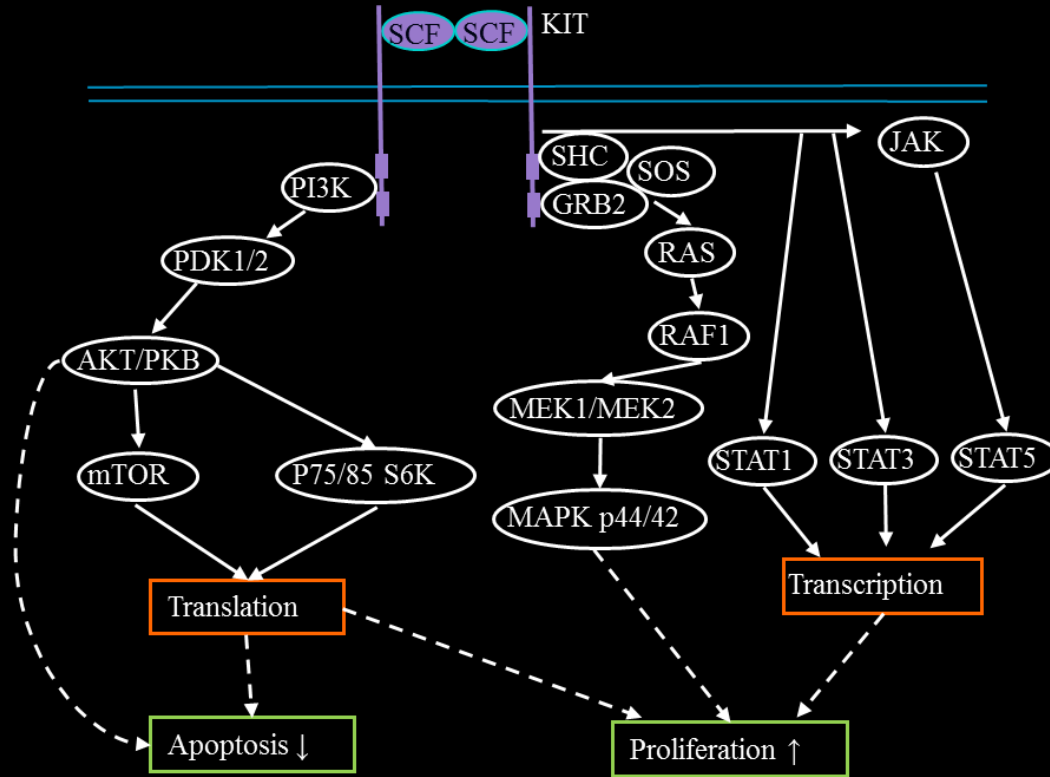 SCF
SCF
KIT
JAK
SHC
SOS
PI3K
GRB2
PDK1/2
RAS
RAF1
AKT/PKB
MEK1/MEK2
mTOR
P75/85 S6K
STAT1
STAT3
STAT5
MAPK p44/42
Translation
Transcription
Apoptosis ↓
Proliferation ↑